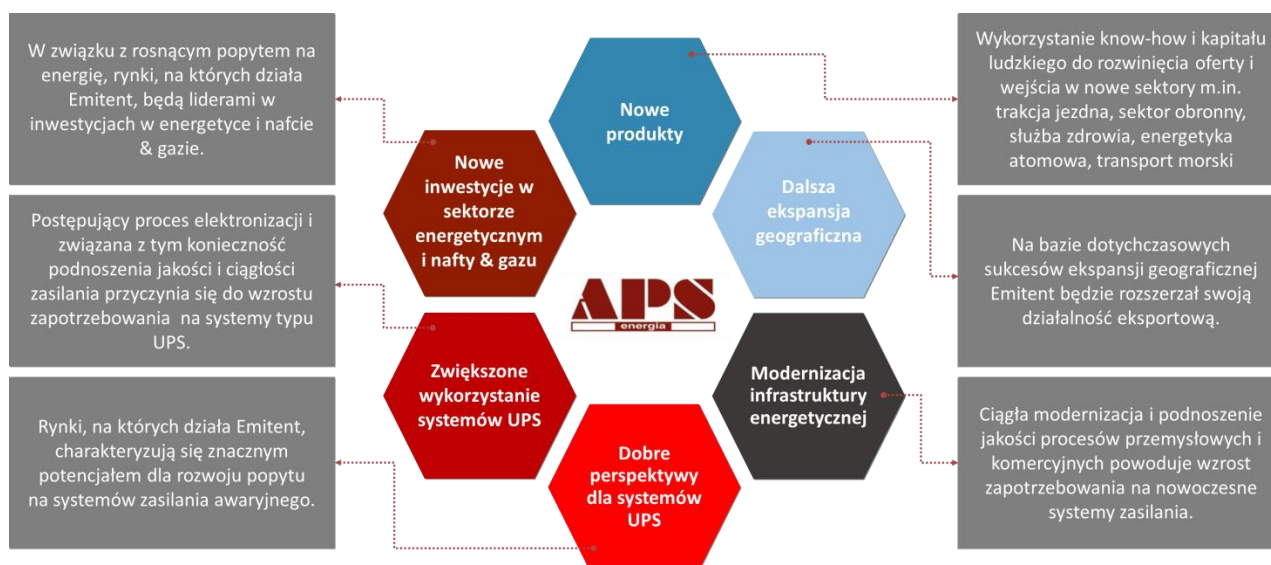 W związku z rosnącym popytem na
energię, rynki, na których działa
Emitent, będą liderami w
inwestycjach w energetyce i nafcie
& gazie.
Postępujący proces elektronizacji i
związana z tym konieczność
podnoszenia jakości i ciągłości
zasilania przyczynia się do wzrostu
zapotrzebowania na systemy typu
UPS.
Rynki, na których działa Emitent,
charakteryzują się znacznym
potencjałem dla rozwoju popytu
na systemów zasilania awaryjnego.
Nowe
produkty
Nowe
inwestycje w
sektorze
energetycznym
i nafty & gazu
Dalsza
ekspansja
geograficzna
APS
energia
Zwiększone
wykorzystanie
systemów UPS
Modernizacja
infrastruktury
energetycznej
Dobre
perspektywy
dla systemów
UPS
Wykorzystanie know-how i kapitału
ludzkiego do rozwinięcia oferty i
wejścia w nowe sektory m.in.
trakcja jezdna, sektor obronny,
służba zdrowia, energetyka
atomowa, transport morski
Na bazie dotychczasowych
sukcesów ekspansji geograficznej
Emitent będzie rozszerzał swoją
działalność eksportową.
Ciągła modernizacja i podnoszenie
jakości procesów przemysłowych i
komercyjnych powoduje wzrost
zapotrzebowania na nowoczesne
systemy zasilania.